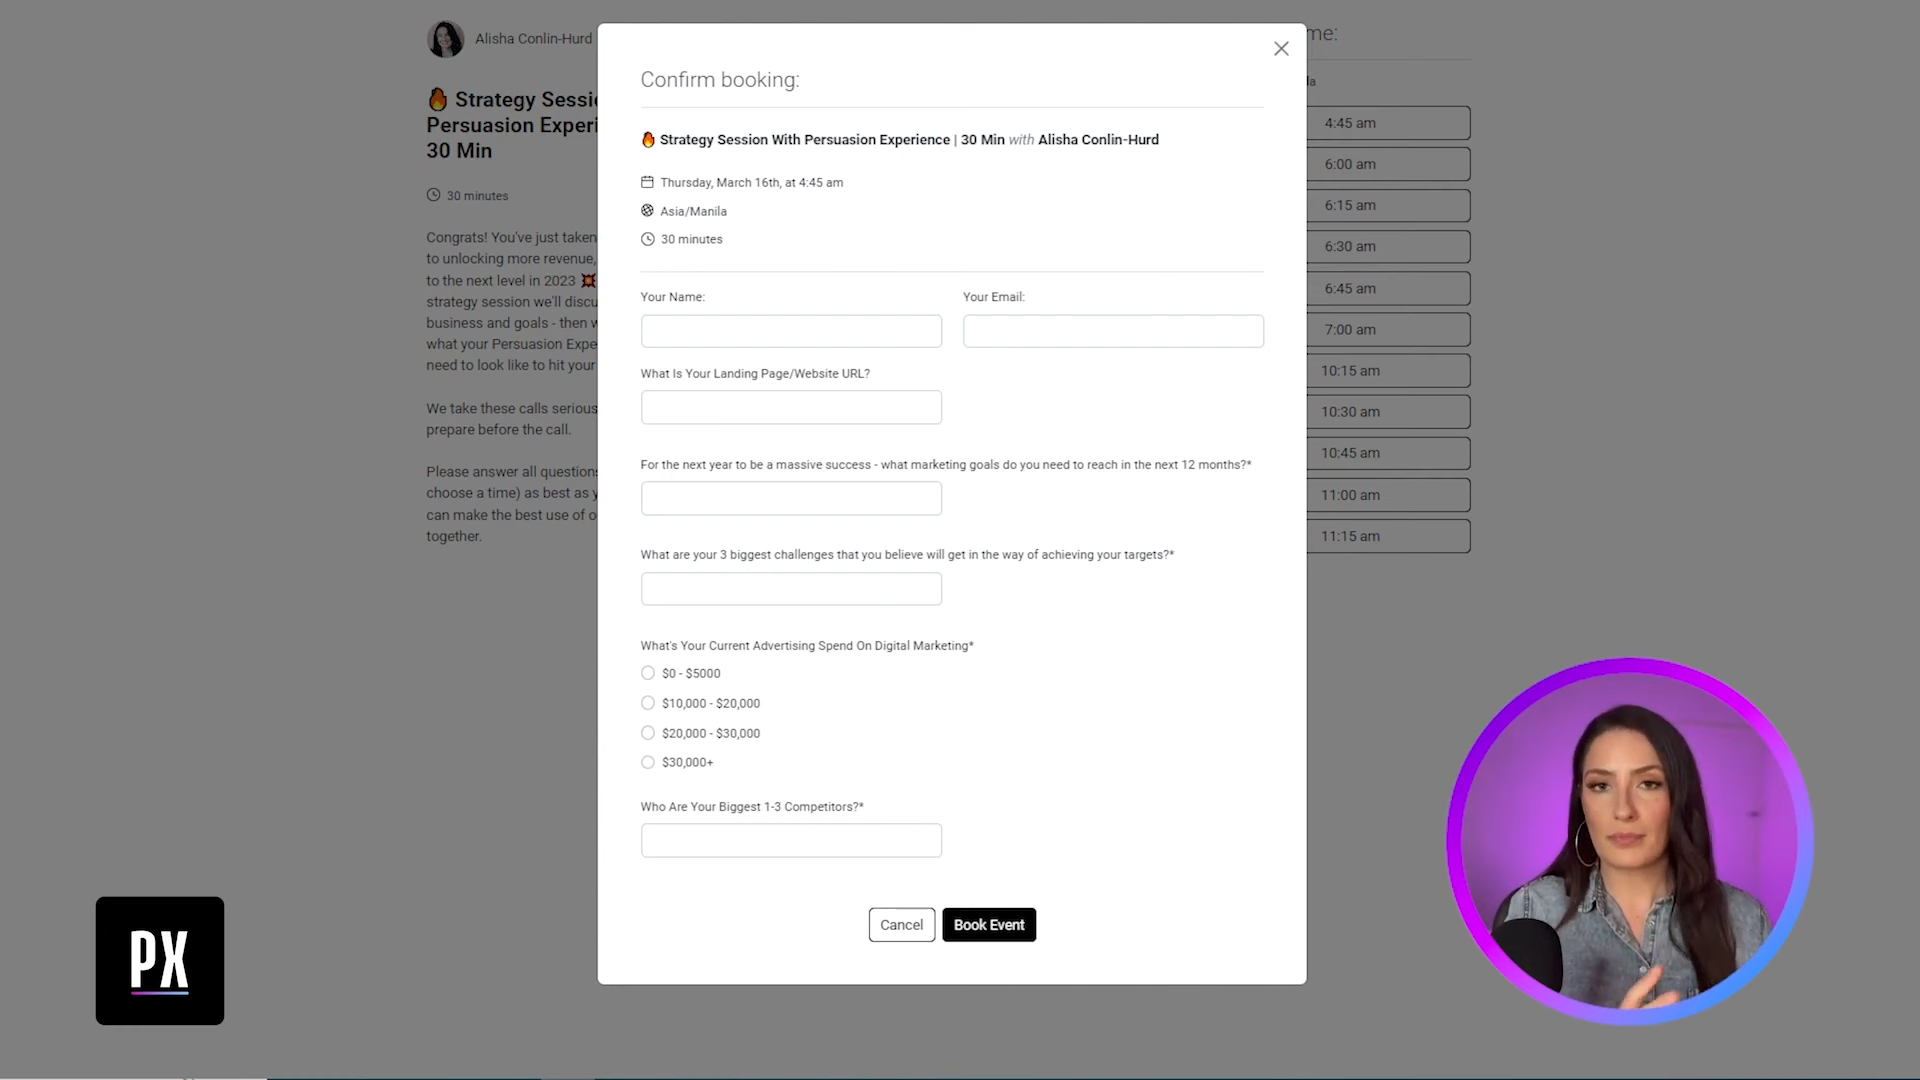 Alisha Conlin-Hurd
🔥 Strategy Sessi
Persuasion Experi
30 Min
30 minutes
Congrats! You've just taken
to unlocking more revenue,
to the next level in 2023 💥
strategy session we'll discu
business and goals - then w
what your Persuasion Expe
need to look like to hit your
We take these calls serious
prepare before the call.
Please answer all question
choose a time) as best as y
can make the best use of o
together.
Confirm booking:
🔥 Strategy Session With Persuasion Experience | 30 Min with Alisha Conlin-Hurd
Thursday, March 16th, at 4:45 am
Asia/Manila
30 minutes
Your Name:
Your Email:
What Is Your Landing Page/Website URL?
For the next year to be a massive success - what marketing goals do you need to reach in the next 12 months?*
What are your 3 biggest challenges that you believe will get in the way of achieving your targets?*
What's Your Current Advertising Spend On Digital Marketing*
$0 - $5000
$10,000 - $20,000
$20,000 - $30,000
$30,000+
Who Are Your Biggest 1-3 Competitors?*
Cancel
Book Event
me:
la
4:45 am
6:00 am
6:15 am
6:30 am
6:45 am
7:00 am
10:15 am
10:30 am
10:45 am
11:00 am
11:15 am
PX